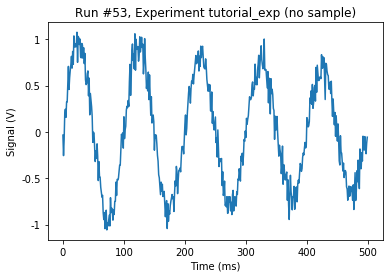 Run #53, Experiment tutorial_exp (no sample)
1
0.5
0
-0.5
-1
Signal (V)
0 100 200 300 400 500
Time (ms)